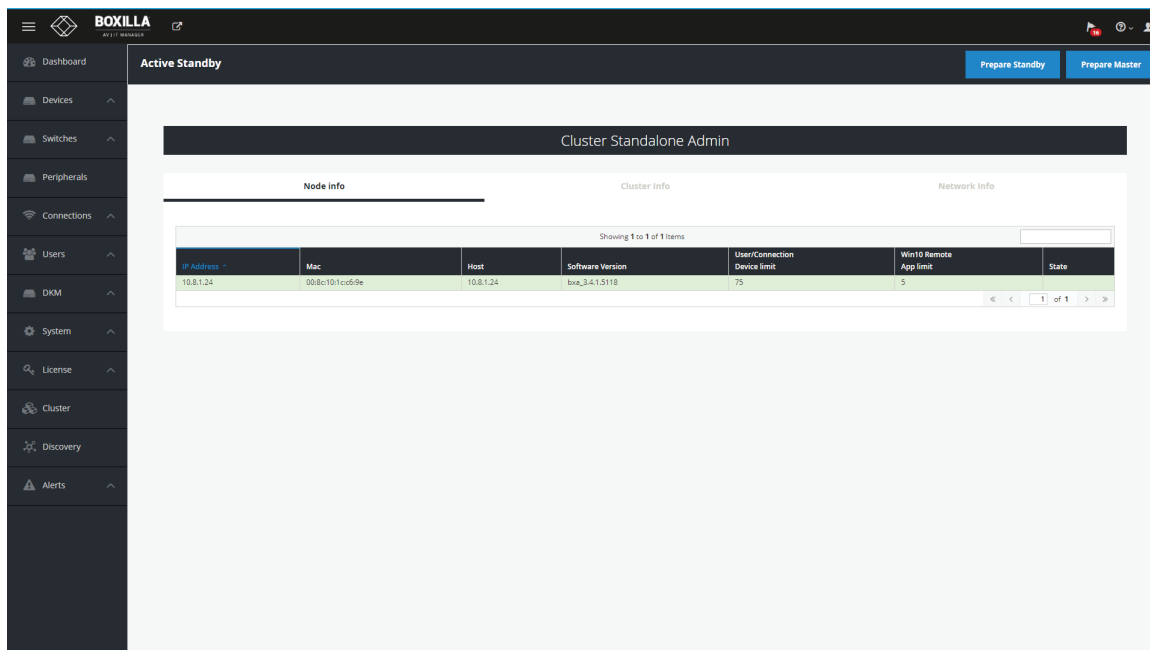 BOXILLA
AV | IT MANAGER
16
Dashboard
Devices
Switches
Peripherals
Connections
Users
DKM
System
License
Cluster
Discovery
Alerts
Active Standby
Prepare Standby
Prepare Master
Cluster Standalone Admin
Node info
Cluster Info
Network Info
Showing 1 to 1 of 1 Items
IP Address
Mac
Host
Software Version
User/Connection
Device limit
Win10 Remote
App limit
State
10.8.1.24
00:8c:10:1c:c6:9e
10.8.1.24
bxa_3.4.1.5118
75
5
1 of 1